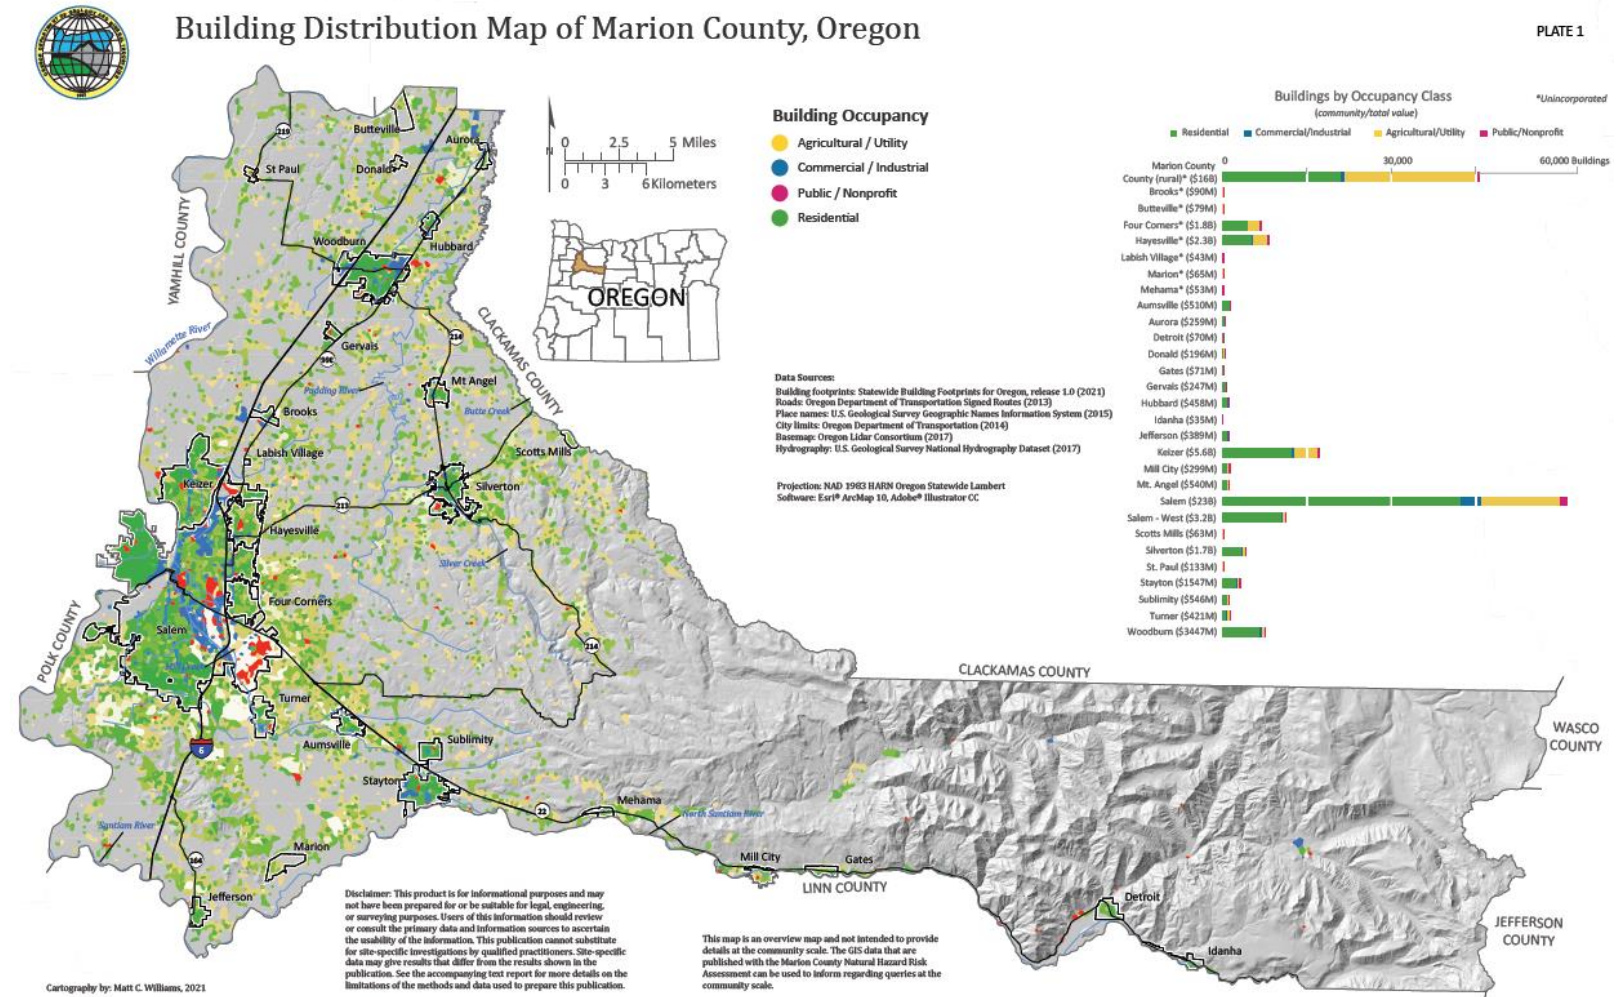 Building Distribution Map of Marion County, Oregon
PLATE 1
Building Occupancy
Agricultural / Utility
Commercial / Industrial
Public / Nonprofit
Residential
N
0 2.5 5 Miles
0 3 6 Kilometers
OREGON
Buildings by Occupancy Class
(community/total value)
*Unincorporated
Residential Commercial/Industrial Agricultural/Utility Public/Nonprofit
0 30,000 60,000 Buildings
Marion County
County (rural)* ($16B)
Brooks* ($90M)
Butteville* ($79M)
Four Corners* ($1.8B)
Hayesville* ($2.3B)
Labish Village* ($43M)
Marion* ($65M)
Mehama* ($53M)
Aumsville ($510M)
Aurora ($259M)
Detroit ($70M)
Donald ($196M)
Gates ($71M)
Gervais ($247M)
Hubbard ($458M)
Idanha ($35M)
Jefferson ($389M)
Keizer ($5.6B)
Mill City ($299M)
Mt. Angel ($540M)
Salem ($23B)
Salem - West ($3.2B)
Scotts Mills ($63M)
Silverton ($1.7B)
St. Paul ($133M)
Stayton ($1547M)
Sublimity ($546M)
Turner ($421M)
Woodburn ($3447M)
Data Sources:
Building footprints: Statewide Building Footprints for Oregon, release 1.0 (2021)
Roads: Oregon Department of Transportation Signed Routes (2013)
Place names: U.S. Geological Survey Geographic Names Information System (2015)
City limits: Oregon Department of Transportation (2014)
Basemap: Oregon Lidar Consortium (2017)
Hydrography: U.S. Geological Survey National Hydrography Dataset (2017)
Projection: NAD 1983 HARN Oregon Statewide Lambert
Software: Esri® ArcMap 10, Adobe® Illustrator CC
219
Butteville
Aurora
St Paul
Donald
YAMHILL COUNTY
Woodburn
Hubbard
Willamette River
CLACKAMAS COUNTY
214
Gervais
99E
Pudding River
Mt Angel
Butte Creek
Brooks
Labish Village
Scotts Mills
Keizer
Silverton
213
Hayesville
Silver Creek
Four Corners
Salem
POLK COUNTY
214
CLACKAMAS COUNTY
Turner
WASCO
COUNTY
Aumsville
Sublimity
6
Stayton
Mehama
22
North Santiam River
Santiam River
Marion
164
Mill City
Gates
LINN COUNTY
Jefferson
Detroit
JEFFERSON
COUNTY
Idanha
Disclaimer: This product is for informational purposes and may
not have been prepared for or be suitable for legal, engineering,
or surveying purposes. Users of this information should review
or consult the primary data and information sources to ascertain
the usability of the information. This publication cannot substitute
for site-specific investigations by qualified practitioners. Site-specific
data may give results that differ from the results shown in the
publication. See the accompanying text report for more details on the
limitations of the methods and data used to prepare this publication.
This map is an overview map and not intended to provide
details at the community scale. The GIS data that are
published with the Marion County Natural Hazard Risk
Assessment can be used to inform regarding queries at the
community scale.
Cartography by: Matt C. Williams, 2021